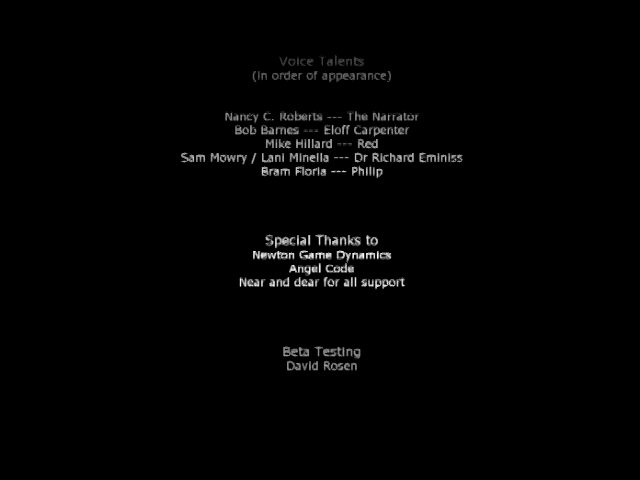 Voice Talents
(in order of appearance)
Nancy C. Roberts --- The Narrator
Bob Barnes --- Eloff Carpenter
Mike Hillard --- Red
Sam Mowry / Lani Minella --- Dr Richard Eminiss
Bram Floria --- Philip
Special Thanks to
Newton Game Dynamics
Angel Code
Near and dear for all support
Beta Testing
David Rosen